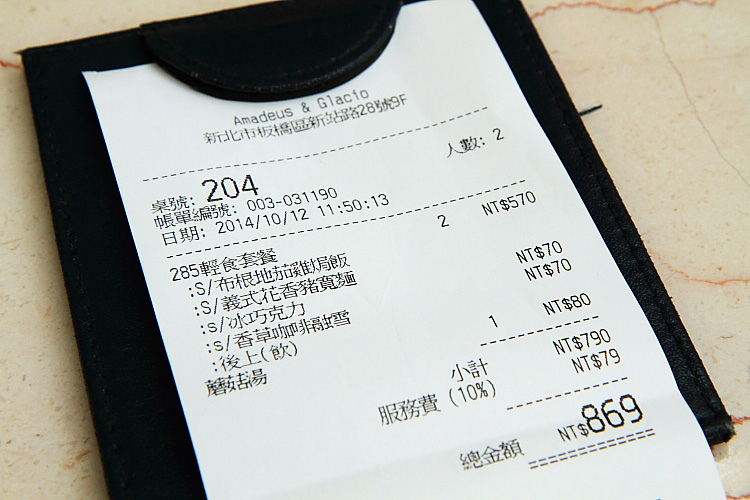 Amadeus & Glacio
新北市板橋區新站路28號9F
人數: 2
桌號: 204
帳單編號: 003-031190
日期: 2014/10/12 11:50:13
285輕食套餐 2 NT$570
:S/布根地茄雞焗飯
:S/義式花香豬寬麵
:s/冰巧克力 NT$70
:s/香草咖啡融雪 NT$70
:後上(飲)
蘑菇湯 1 NT$80
小計 NT$790
服務費 (10%) NT$79
總金額 NT$869